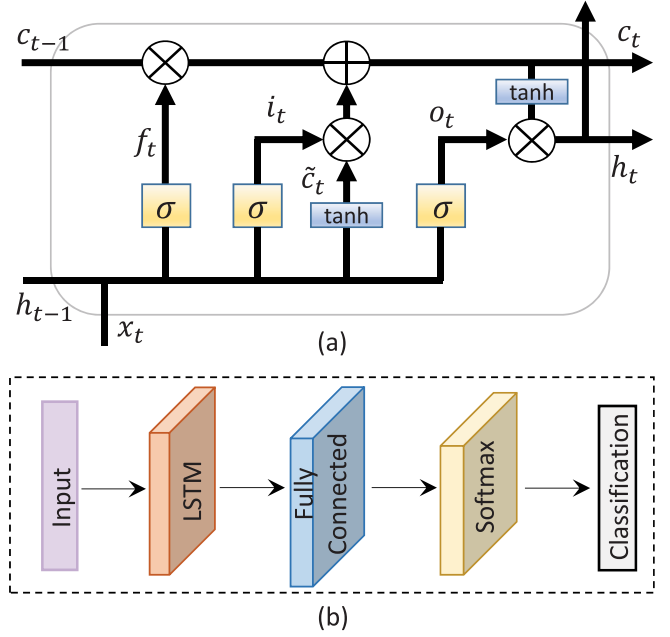 c_{t-1}
c_t
tanh
i_t
o_t
f_t
c̃_t
h_t
σ
σ
tanh
σ
h_{t-1}
x_t
(a)
Input
LSTM
Fully
Connected
Softmax
Classification
(b)